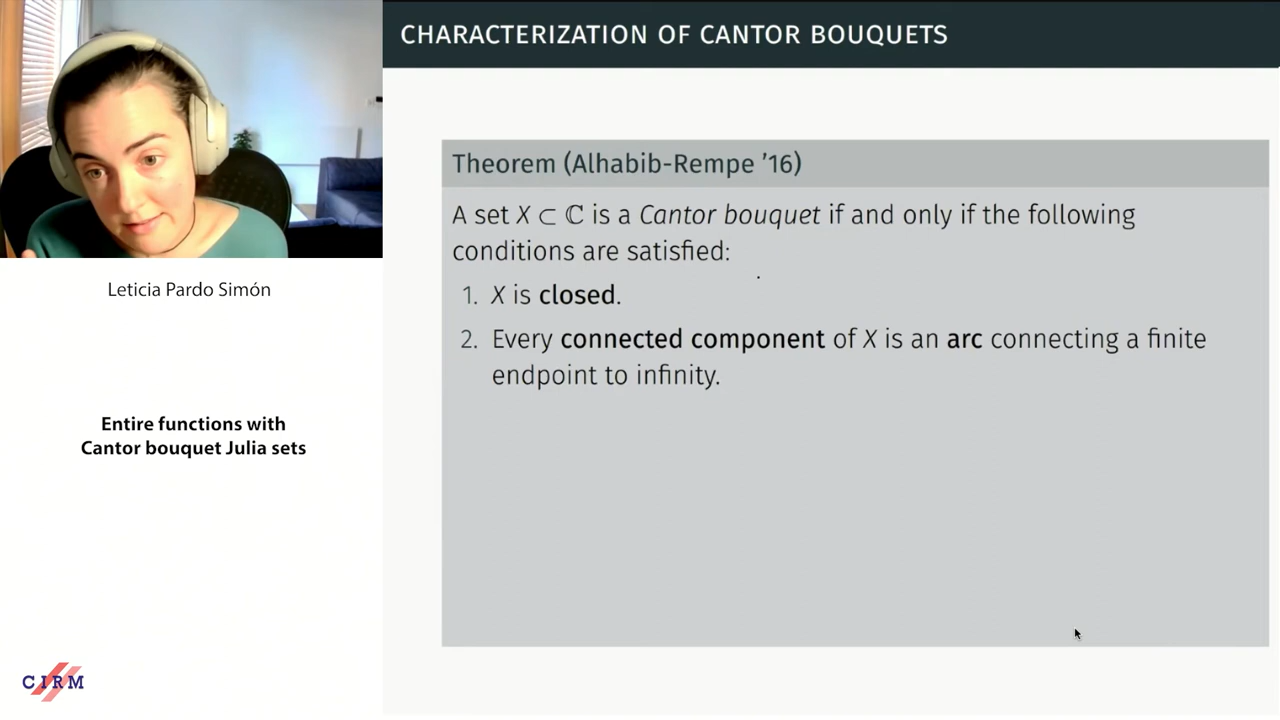 CHARACTERIZATION OF CANTOR BOUQUETS
Theorem (Alhabib-Rempe ’16)
A set X ⊂ ℂ is a Cantor bouquet if and only if the following
conditions are satisfied:
1. X is closed.
2. Every connected component of X is an arc connecting a finite
endpoint to infinity.
Leticia Pardo Simón
Entire functions with
Cantor bouquet Julia sets
CIRM